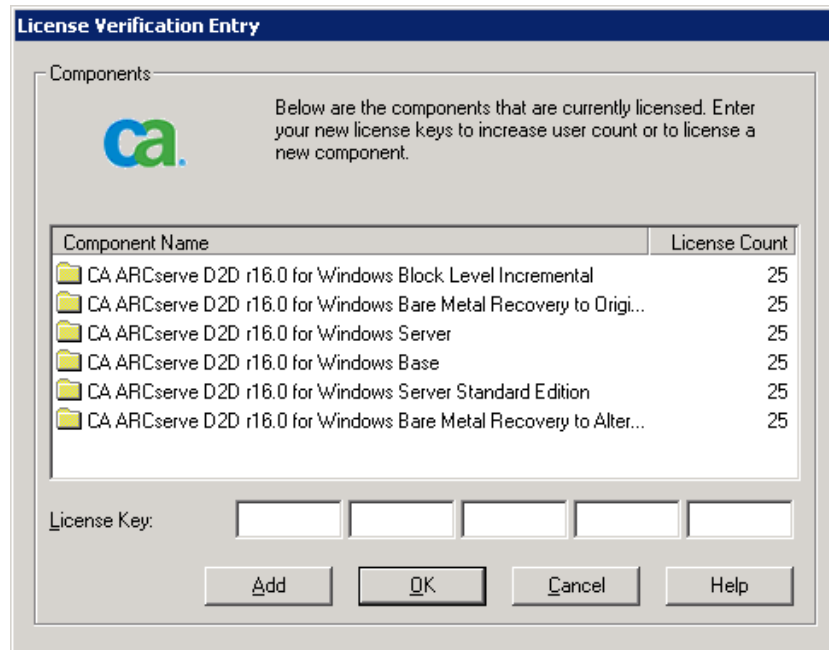 License Verification Entry
Components
ca.
Below are the components that are currently licensed. Enter
your new license keys to increase user count or to license a
new component.
Component Name License Count
CA ARCserve D2D r16.0 for Windows Block Level Incremental 25
CA ARCserve D2D r16.0 for Windows Bare Metal Recovery to Origi... 25
CA ARCserve D2D r16.0 for Windows Server 25
CA ARCserve D2D r16.0 for Windows Base 25
CA ARCserve D2D r16.0 for Windows Server Standard Edition 25
CA ARCserve D2D r16.0 for Windows Bare Metal Recovery to Alter... 25
License Key:
Add OK Cancel Help